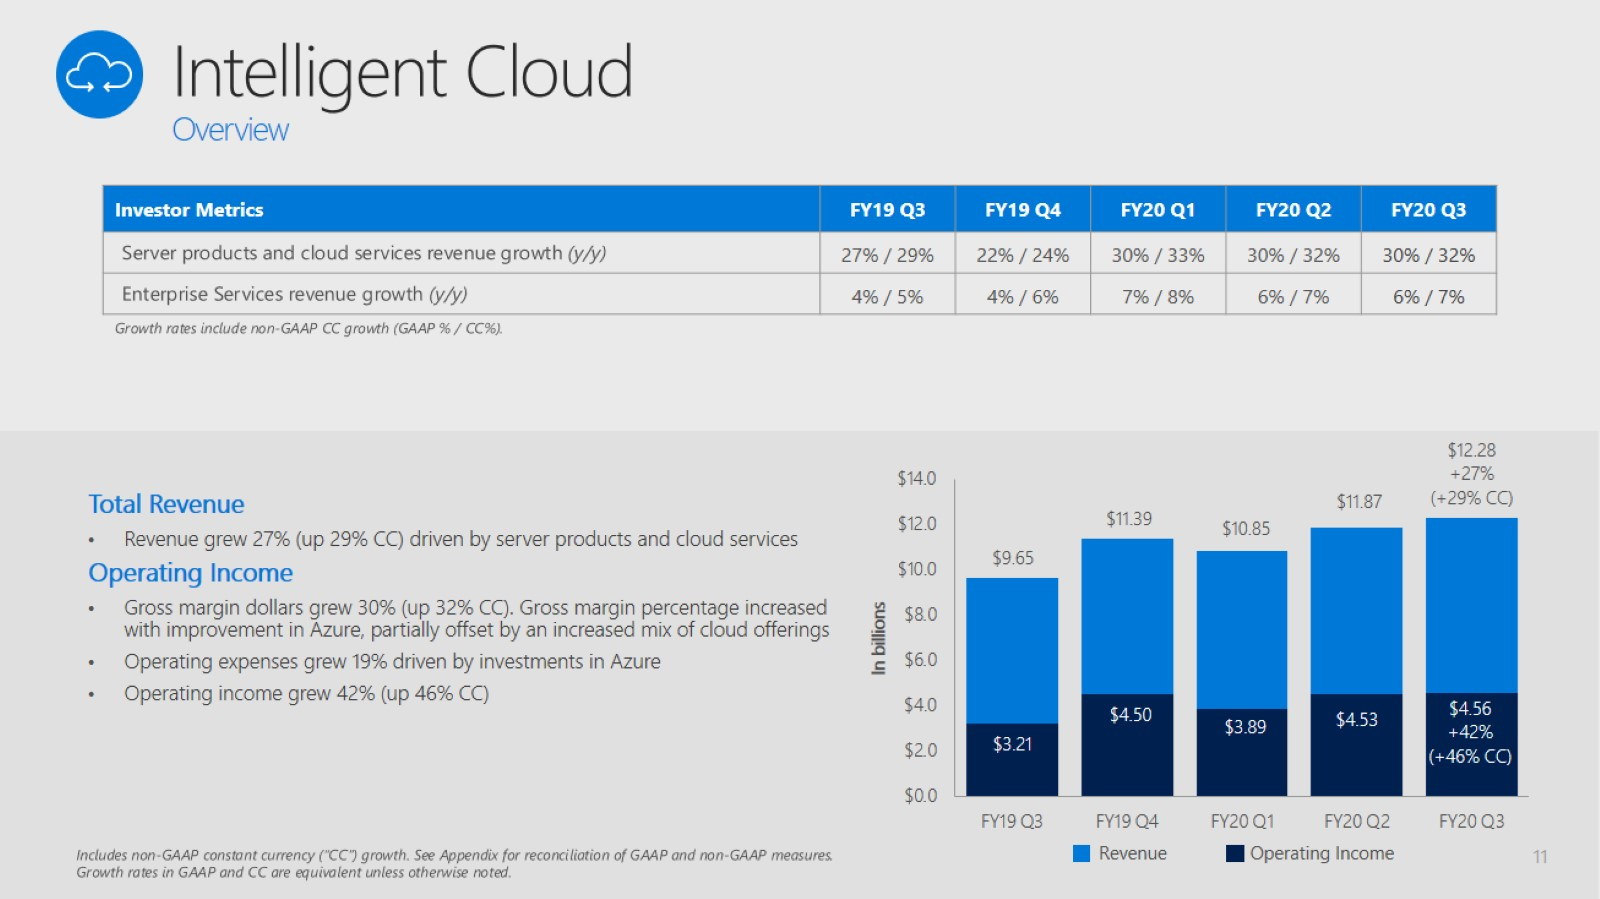 Intelligent Cloud
Overview
Investor Metrics FY19 Q3 FY19 Q4 FY20 Q1 FY20 Q2 FY20 Q3
Server products and cloud services revenue growth (y/y) 27% / 29% 22% / 24% 30% / 33% 30% / 32% 30% / 32%
Enterprise Services revenue growth (y/y) 4% / 5% 4% / 6% 7% / 8% 6% / 7% 6% / 7%
Growth rates include non-GAAP CC growth (GAAP % / CC%).
Total Revenue
• Revenue grew 27% (up 29% CC) driven by server products and cloud services
Operating Income
• Gross margin dollars grew 30% (up 32% CC). Gross margin percentage increased
with improvement in Azure, partially offset by an increased mix of cloud offerings
• Operating expenses grew 19% driven by investments in Azure
• Operating income grew 42% (up 46% CC)
In billions
$14.0
$12.0
$10.0
$8.0
$6.0
$4.0
$2.0
$0.0
$9.65
$11.39
$10.85
$11.87
$12.28
+27%
(+29% CC)
$3.21
$4.50
$3.89
$4.53
$4.56
+42%
(+46% CC)
FY19 Q3 FY19 Q4 FY20 Q1 FY20 Q2 FY20 Q3
Revenue Operating Income
Includes non-GAAP constant currency ("CC") growth. See Appendix for reconciliation of GAAP and non-GAAP measures.
Growth rates in GAAP and CC are equivalent unless otherwise noted.
11